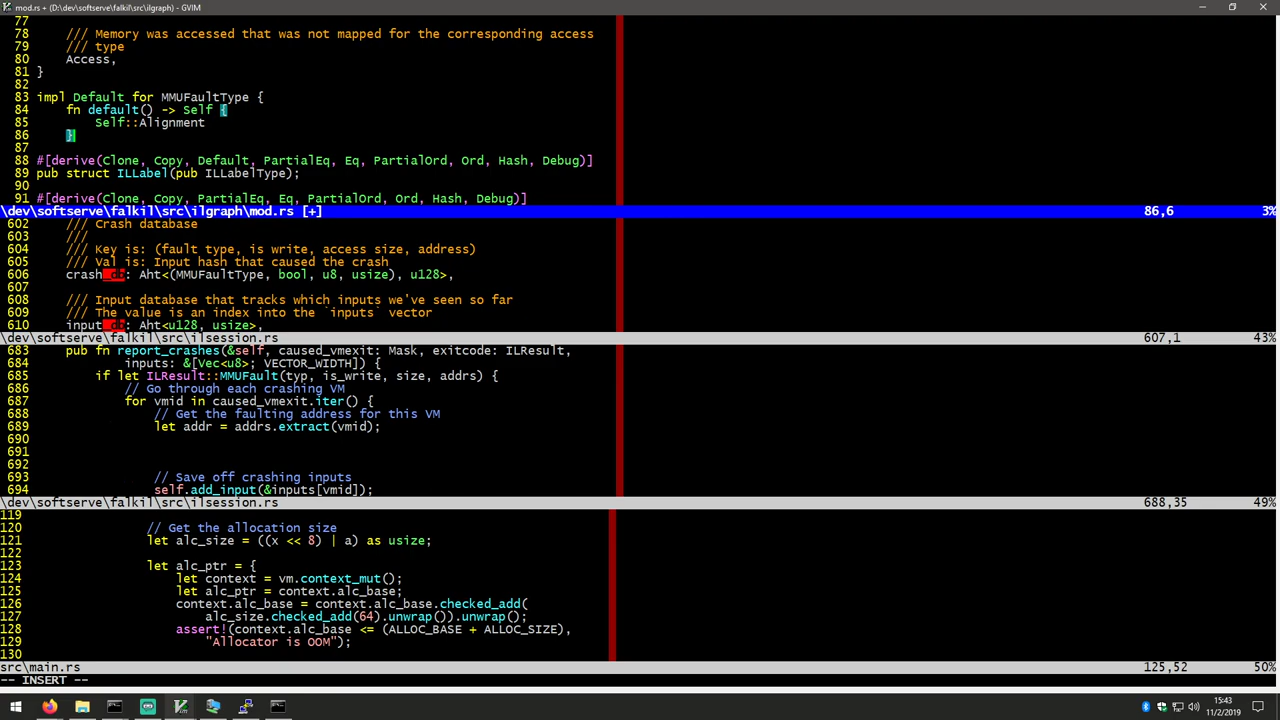 mod.rs + (D:\dev\softserve\falkil\src\ilgraph) - GVIM
77
78     /// Memory was accessed that was not mapped for the corresponding access
79     /// type
80     Access,
81 }
82
83 impl Default for MMUFaultType {
84     fn default() -> Self {
85         Self::Alignment
86     }
87
88 #[derive(Clone, Copy, Default, PartialEq, Eq, PartialOrd, Ord, Hash, Debug)]
89 pub struct ILLabel(pub ILLabelType);
90
91 #[derive(Clone, Copy, PartialEq, Eq, PartialOrd, Ord, Hash, Debug)]
\dev\softserve\falkil\src\ilgraph\mod.rs [+] 86,6 3%
602     /// Crash database
603     ///
604     /// Key is: (fault type, is write, access size, address)
605     /// Val is: Input hash that caused the crash
606     crash_db: Aht<(MMUFaultType, bool, u8, usize), u128>,
607
608     /// Input database that tracks which inputs we've seen so far
609     /// The value is an index into the `inputs` vector
610     input_db: Aht<u128, usize>,
\dev\softserve\falkil\src\ilsession.rs 607,1 43%
683     pub fn report_crashes(&self, caused_vmexit: Mask, exitcode: ILResult,
684             inputs: &[Vec<u8>; VECTOR_WIDTH]) {
685         if let ILResult::MMUFault(typ, is_write, size, addrs) {
686             // Go through each crashing VM
687             for vmid in caused_vmexit.iter() {
688                 // Get the faulting address for this VM
689                 let addr = addrs.extract(vmid);
690
691
692
693                 // Save off crashing inputs
694                 self.add_input(&inputs[vmid]);
\dev\softserve\falkil\src\ilsession.rs 688,35 49%
119
120                // Get the allocation size
121                let alc_size = ((x << 8) | a) as usize;
122
123                let alc_ptr = {
124                    let context = vm.context_mut();
125                    let alc_ptr = context.alc_base;
126                    context.alc_base = context.alc_base.checked_add(
127                        alc_size.checked_add(64).unwrap()).unwrap();
128                    assert!(context.alc_base <= (ALLOC_BASE + ALLOC_SIZE),
129                        "Allocator is OOM");
130
src\main.rs 125,52 50%
-- INSERT --
15:43
11/2/2019